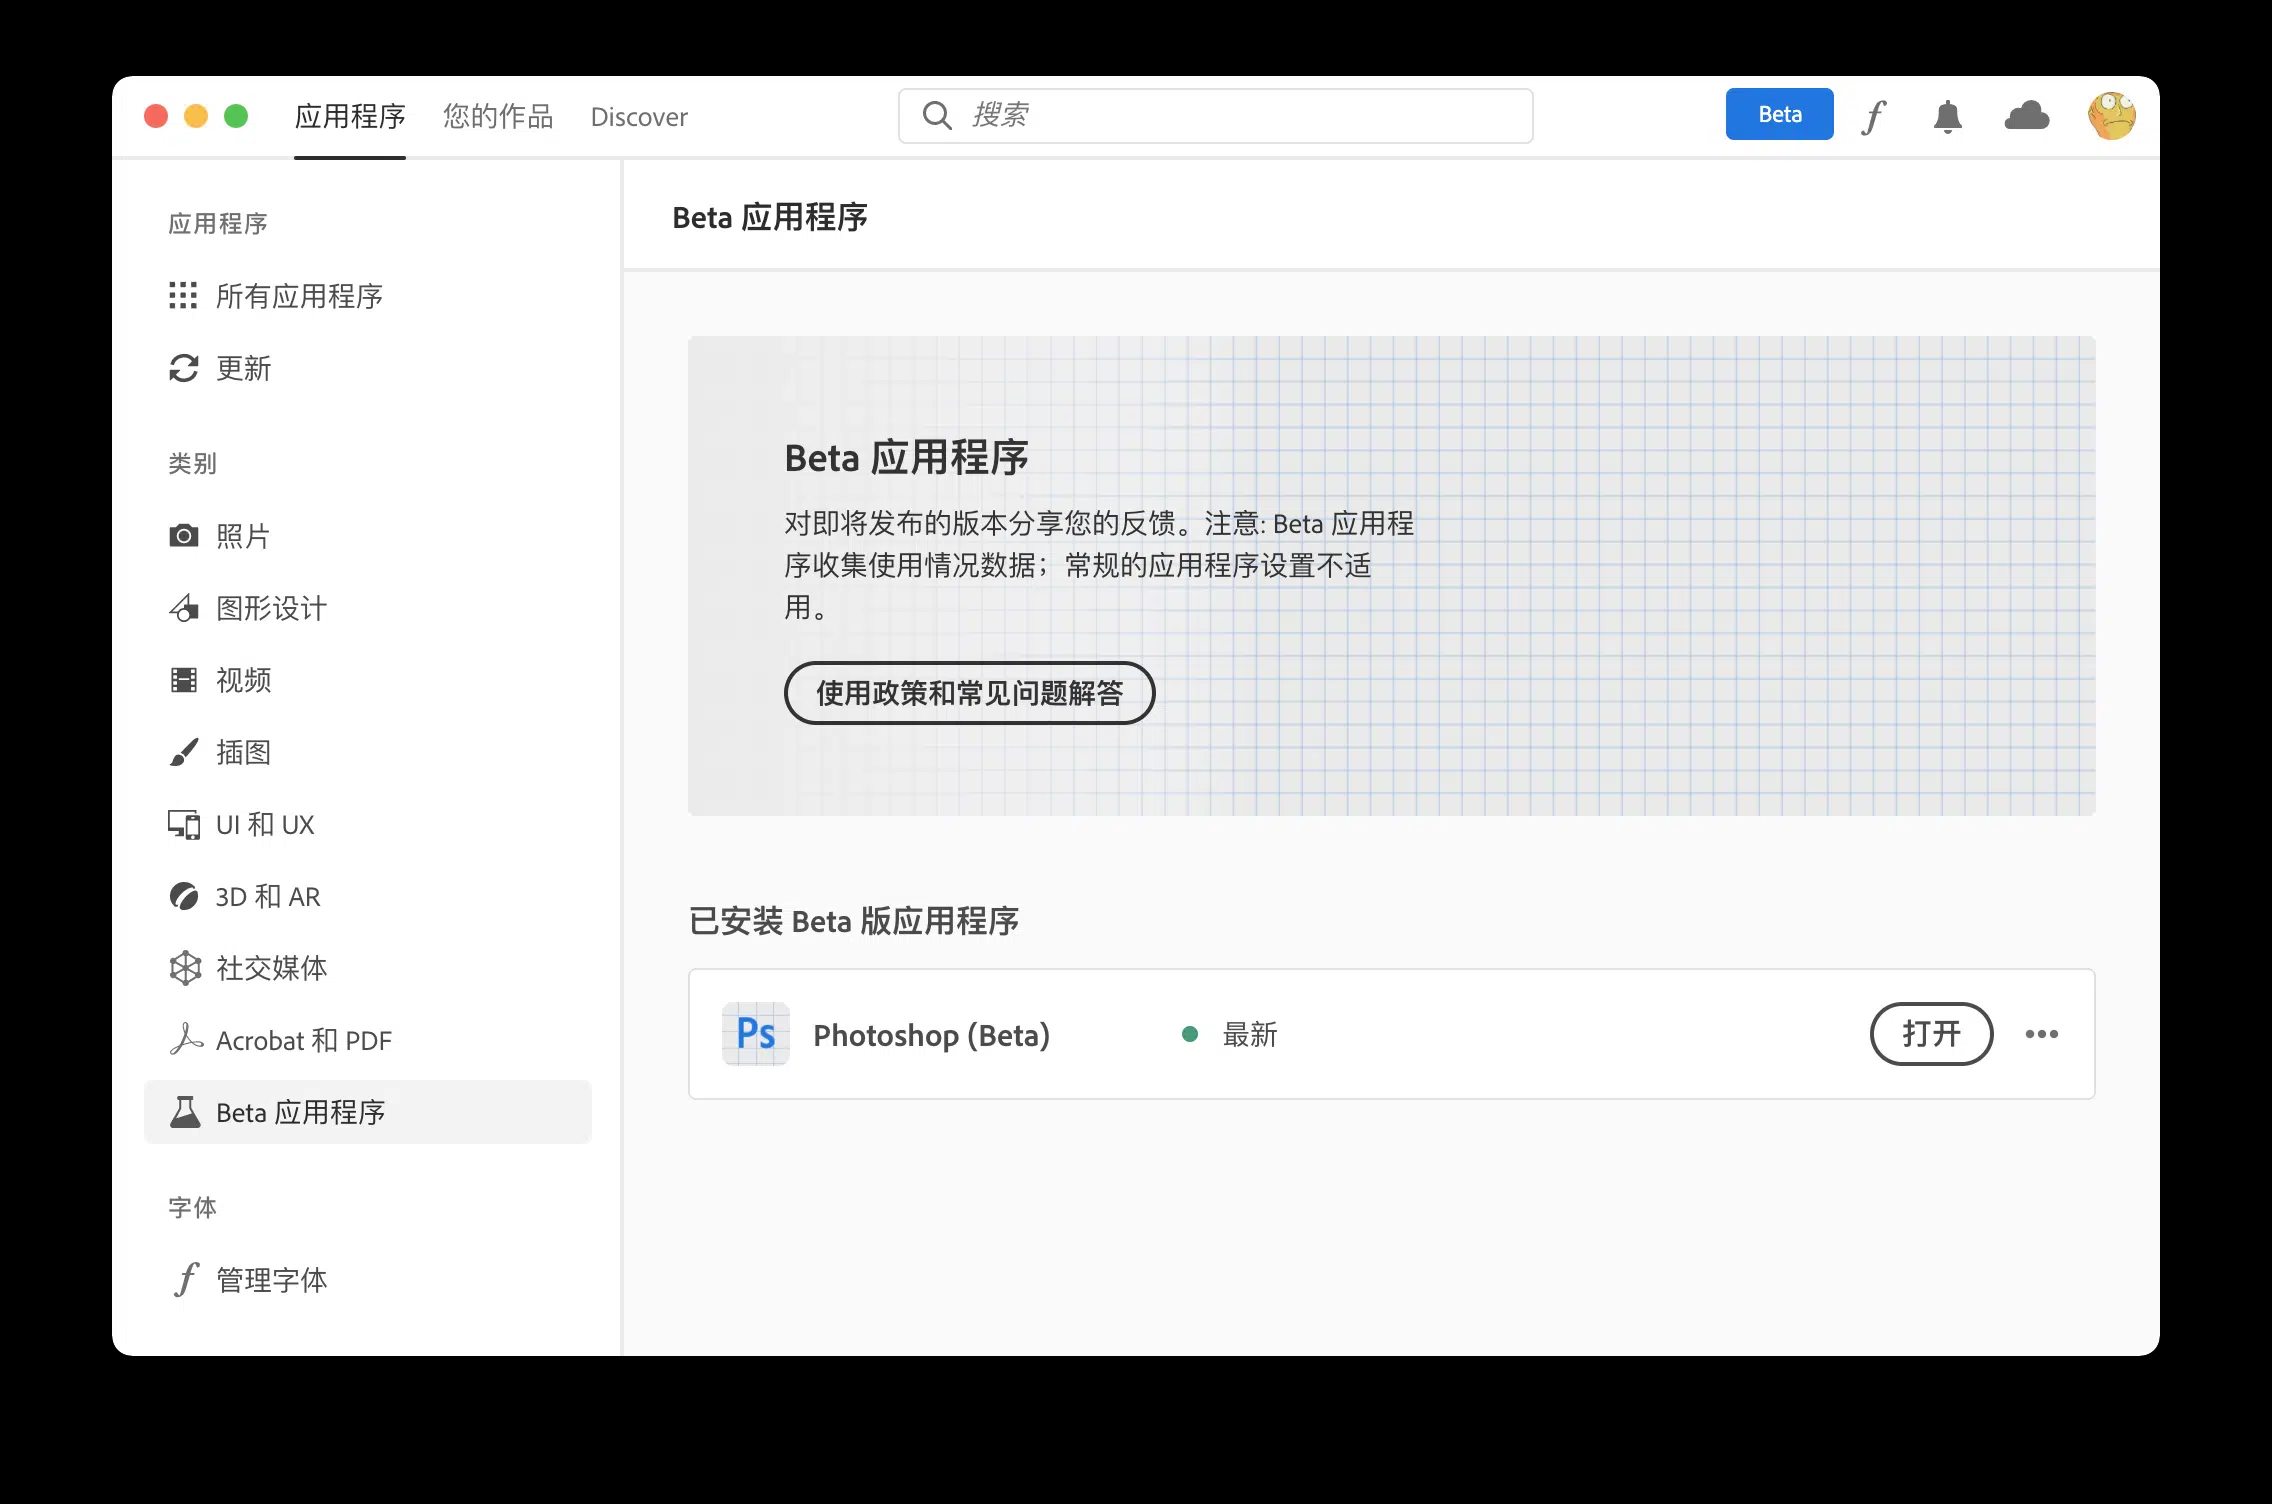 应用程序 您的作品 Discover 搜索 Beta
应用程序
所有应用程序
更新
类别
照片
图形设计
视频
插图
UI 和 UX
3D 和 AR
社交媒体
Acrobat 和 PDF
Beta 应用程序
字体
管理字体
Beta 应用程序
Beta 应用程序
对即将发布的版本分享您的反馈。注意: Beta 应用程
序收集使用情况数据；常规的应用程序设置不适
用。
使用政策和常见问题解答
已安装 Beta 版应用程序
Ps Photoshop (Beta) 最新 打开